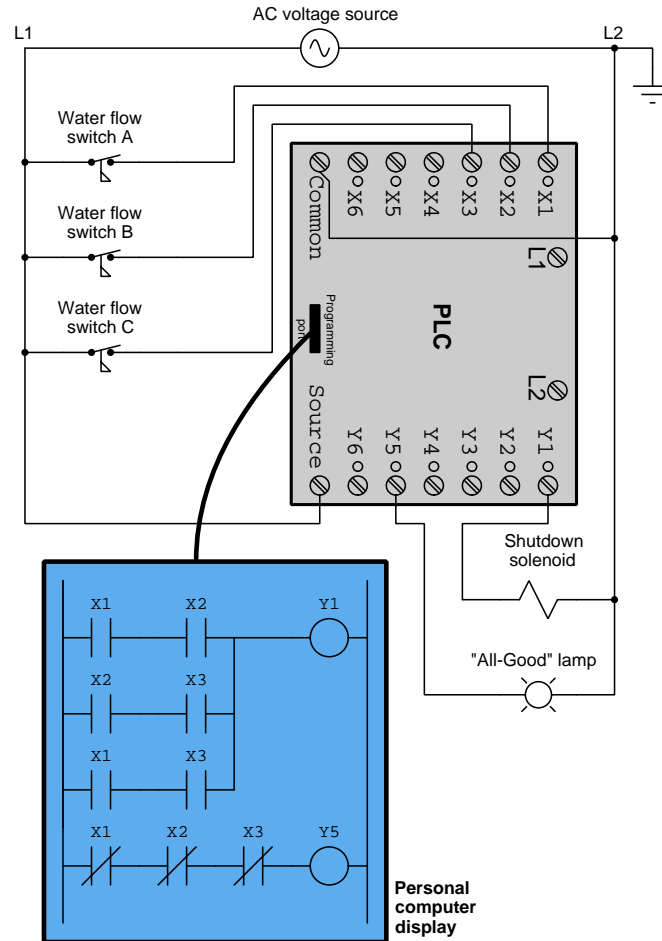 AC voltage source
L1
L2
Water flow
switch A
Water flow
switch B
Water flow
switch C
Common
X6
X5
X4
X3
X2
X1
L1
Programming
port
PLC
L2
Source
Y6
Y5
Y4
Y3
Y2
Y1
Shutdown
solenoid
"All-Good" lamp
X1
X2
Y1
X2
X3
X1
X3
X1
X2
X3
Y5
Personal
computer
display